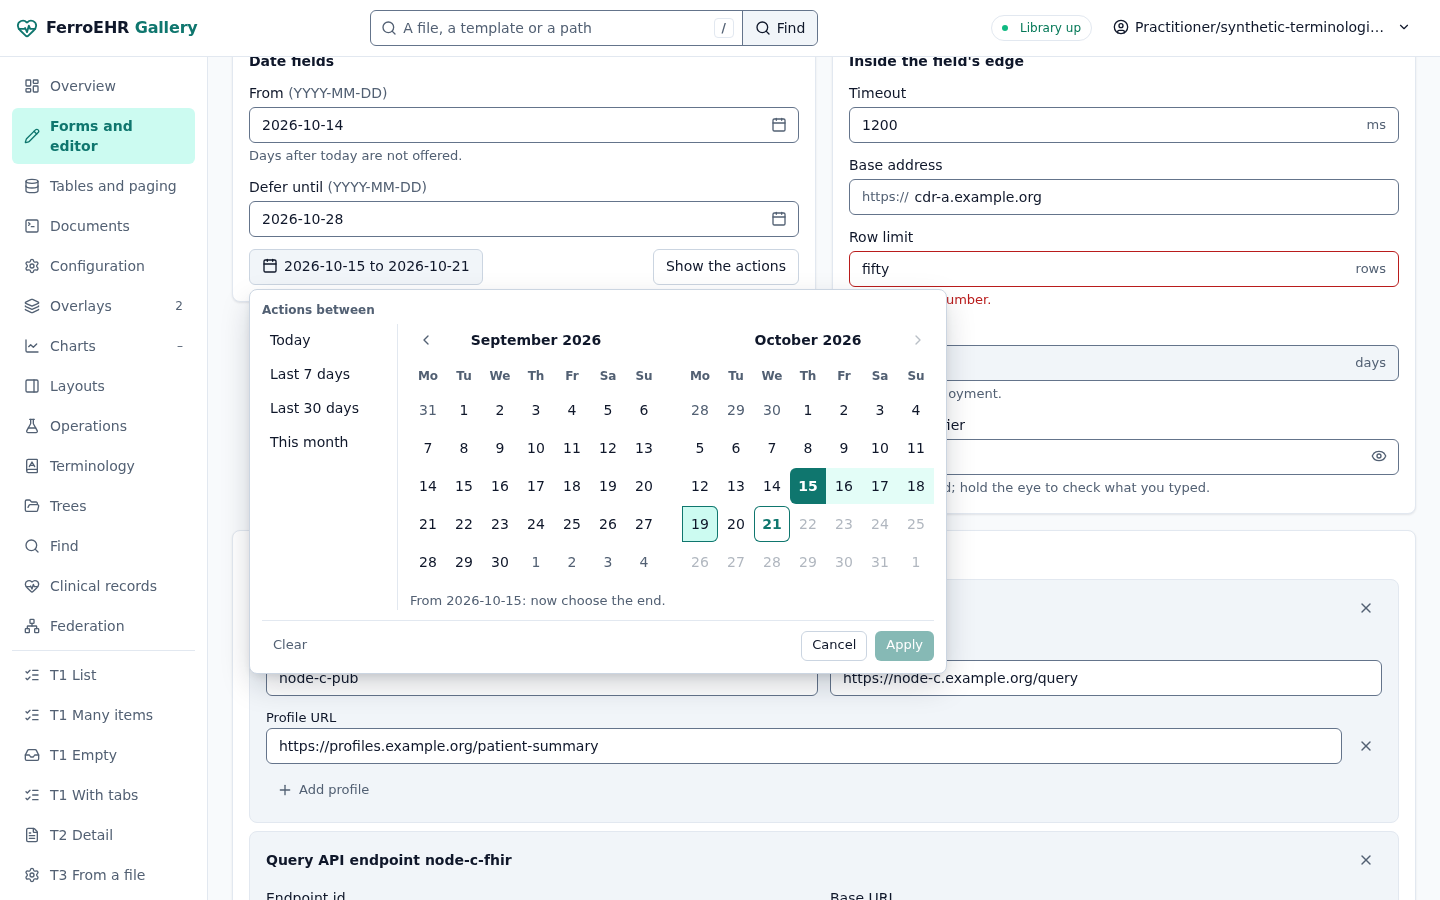 FerroEHR Gallery
A file, a template or a path
/
Find
Library up
Practitioner/synthetic-terminologi…
Overview
Forms and
editor
Tables and paging
Documents
Configuration
Overlays
2
Charts
–
Layouts
Operations
Terminology
Trees
Find
Clinical records
Federation
T1 List
T1 Many items
T1 Empty
T1 With tabs
T2 Detail
T3 From a file
Date fields
From (YYYY-MM-DD)
2026-10-14
Days after today are not offered.
Defer until (YYYY-MM-DD)
2026-10-28
2026-10-15 to 2026-10-21
Show the actions
Inside the field's edge
Timeout
1200
ms
Base address
https:// cdr-a.example.org
Row limit
fifty
rows
days
Actions between
Today
Last 7 days
Last 30 days
This month
September 2026
Mo Tu We Th Fr Sa Su
31 1 2 3 4 5 6
7 8 9 10 11 12 13
14 15 16 17 18 19 20
21 22 23 24 25 26 27
28 29 30 1 2 3 4
October 2026
Mo Tu We Th Fr Sa Su
28 29 30 1 2 3 4
5 6 7 8 9 10 11
12 13 14 15 16 17 18
19 20 21 22 23 24 25
26 27 28 29 30 31 1
From 2026-10-15: now choose the end.
Clear
Cancel
Apply
; hold the eye to check what you typed.
node-c-pub
https://node-c.example.org/query
Profile URL
https://profiles.example.org/patient-summary
Add profile
Query API endpoint node-c-fhir
Endpoint id
Base URL